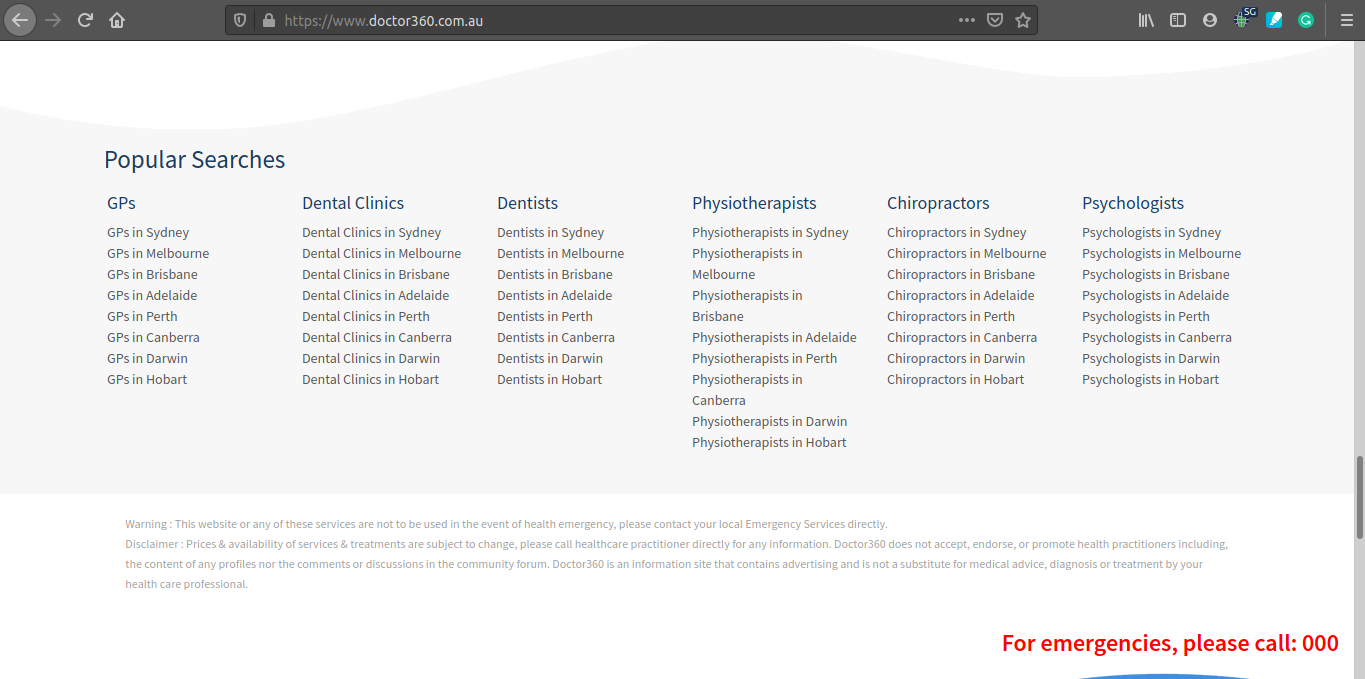 SG
https://www.doctor360.com.au
Popular Searches
GPs
GPs in Sydney
GPs in Melbourne
GPs in Brisbane
GPs in Adelaide
GPs in Perth
GPs in Canberra
GPs in Darwin
GPs in Hobart
Dental Clinics
Dental Clinics in Sydney
Dental Clinics in Melbourne
Dental Clinics in Brisbane
Dental Clinics in Adelaide
Dental Clinics in Perth
Dental Clinics in Canberra
Dental Clinics in Darwin
Dental Clinics in Hobart
Dentists
Dentists in Sydney
Dentists in Melbourne
Dentists in Brisbane
Dentists in Adelaide
Dentists in Perth
Dentists in Canberra
Dentists in Darwin
Dentists in Hobart
Physiotherapists
Physiotherapists in Sydney
Physiotherapists in
Melbourne
Physiotherapists in
Brisbane
Physiotherapists in Adelaide
Physiotherapists in Perth
Physiotherapists in
Canberra
Physiotherapists in Darwin
Physiotherapists in Hobart
Chiropractors
Chiropractors in Sydney
Chiropractors in Melbourne
Chiropractors in Brisbane
Chiropractors in Adelaide
Chiropractors in Perth
Chiropractors in Canberra
Chiropractors in Darwin
Chiropractors in Hobart
Psychologists
Psychologists in Sydney
Psychologists in Melbourne
Psychologists in Brisbane
Psychologists in Adelaide
Psychologists in Perth
Psychologists in Canberra
Psychologists in Darwin
Psychologists in Hobart
Warning : This website or any of these services are not to be used in the event of health emergency, please contact your local Emergency Services directly.
Disclaimer : Prices & availability of services & treatments are subject to change, please call healthcare practitioner directly for any information. Doctor360 does not accept, endorse, or promote health practitioners including,
the content of any profiles nor the comments or discussions in the community forum. Doctor360 is an information site that contains advertising and is not a substitute for medical advice, diagnosis or treatment by your
health care professional.
For emergencies, please call: 000